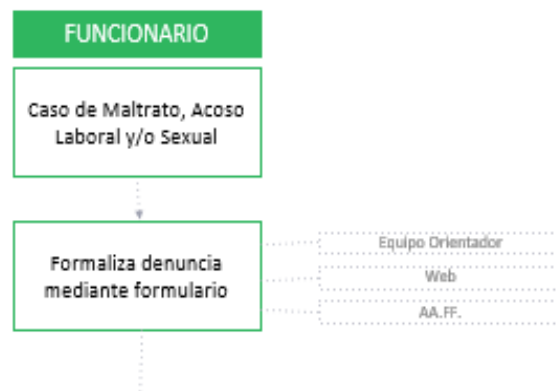 FUNCIONARIO
Caso de Maltrato, Acoso
Laboral y/o Sexual
Formaliza denuncia
mediante formulario
Equipo Orientador
Web
AA.FF.